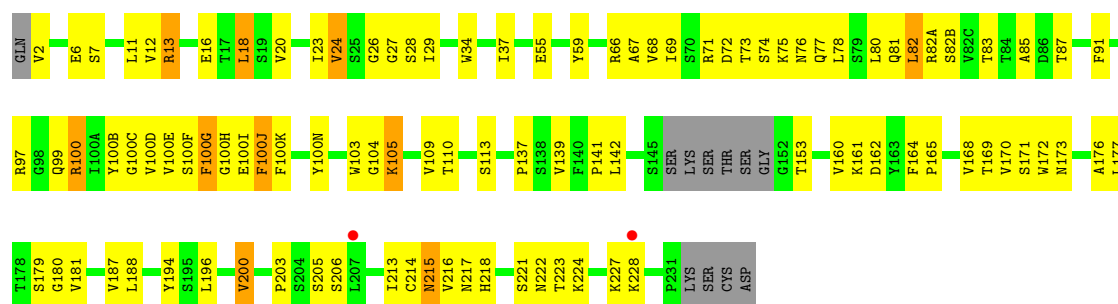 GLN V2 E6 S7 L11 V12 R13 E16 T17 L18 S19 V20 I23 V24 S25 G26 G27 S28 I29 W34 I37 E55 Y59 R66 A67 V68 I69 S70 R71 D72 T73 S74 K75 N76 Q77 L78 S79 L80 Q81 L82 R82A S82B V82C T83 T84 A85 D86 T87 F91
R97 G98 Q99 R100 I100A Y100B G100C V100D V100E S100F F100G G100H E100I F100J F100K Y100N W103 G104 K105 V109 T110 S113 P137 S138 V139 F140 P141 L142 S145 SER LYS SER THR SER GLY G152 T153 V160 K161 D162 Y163 F164 P165 V168 T169 V170 S171 W172 N173 A176 L177
T178 S179 G180 V181 V187 L188 Y194 S195 L196 V200 P203 S204 S205 S206 L207 I213 C214 N215 V216 N217 H218 S221 N222 T223 K224 K227 K228 P231 LYS SER CYS ASP